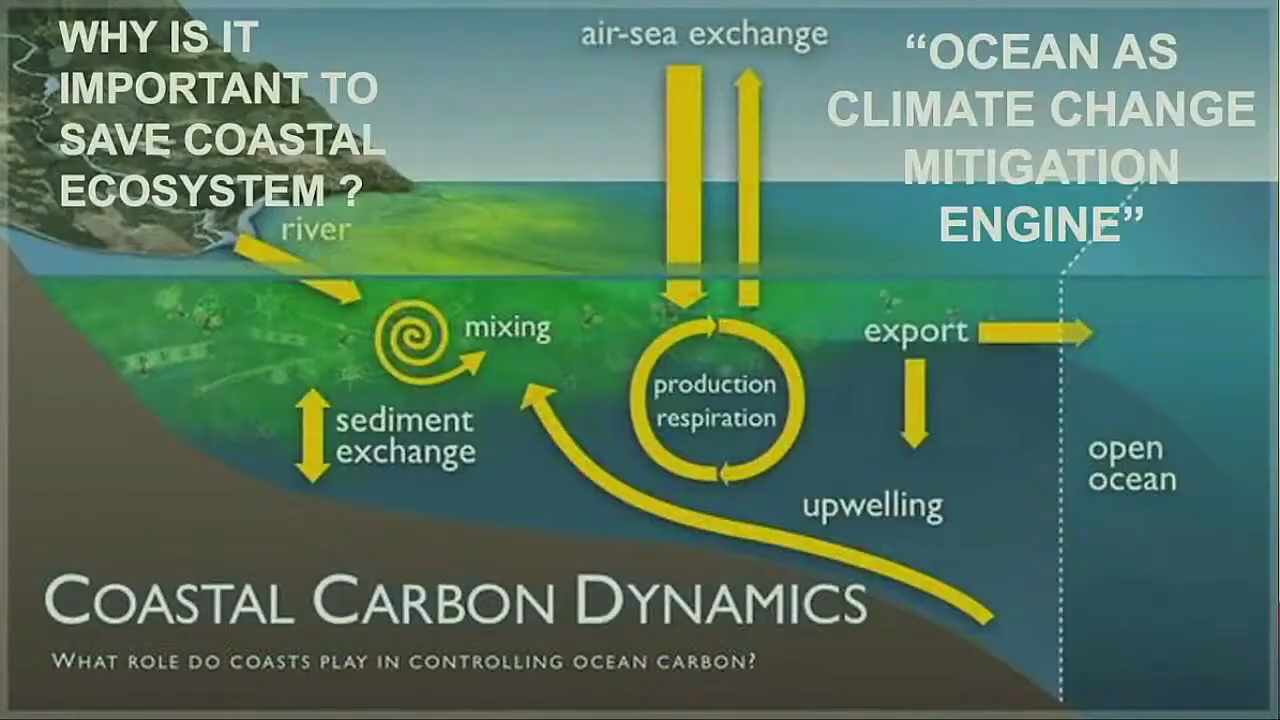 WHY IS IT
IMPORTANT TO
SAVE COASTAL
ECOSYSTEM ?
air-sea exchange
“OCEAN AS
CLIMATE CHANGE
MITIGATION
ENGINE”
river
mixing
export
production
respiration
sediment
exchange
open
ocean
upwelling
COASTAL CARBON DYNAMICS
WHAT ROLE DO COASTS PLAY IN CONTROLLING OCEAN CARBON?